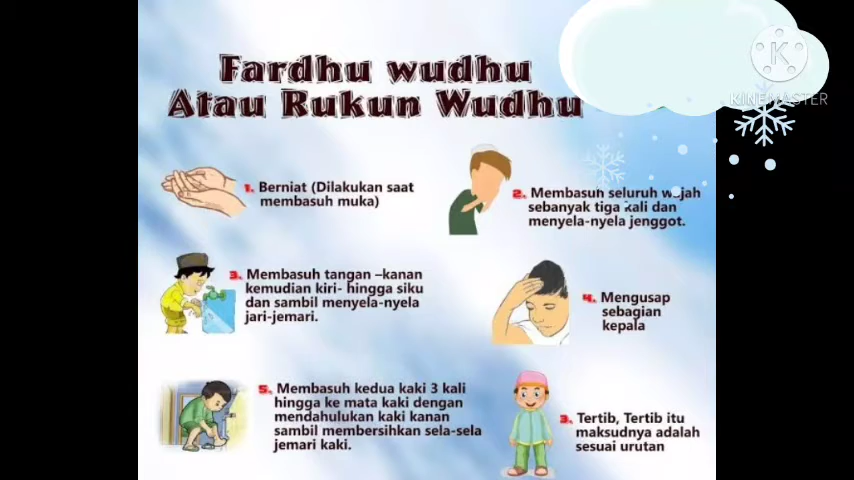 Fardhu wudhu
Atau Rukun Wudhu
K
KINEMASTER
1. Berniat (Dilakukan saat
membasuh muka)
2. Membasuh seluruh wajah
sebanyak tiga kali dan
menyela-nyela jenggot.
3. Membasuh tangan –kanan
kemudian kiri- hingga siku
dan sambil menyela-nyela
jari-jemari.
4. Mengusap
sebagian
kepala
5. Membasuh kedua kaki 3 kali
hingga ke mata kaki dengan
mendahulukan kaki kanan
sambil membersihkan sela-sela
jemari kaki.
3. Tertib, Tertib itu
maksudnya adalah
sesuai urutan